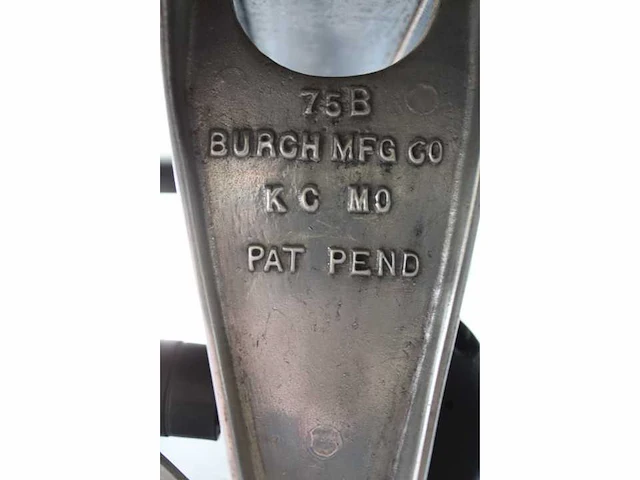 75B
BURCH MFG CO
K C MO
PAT PEND